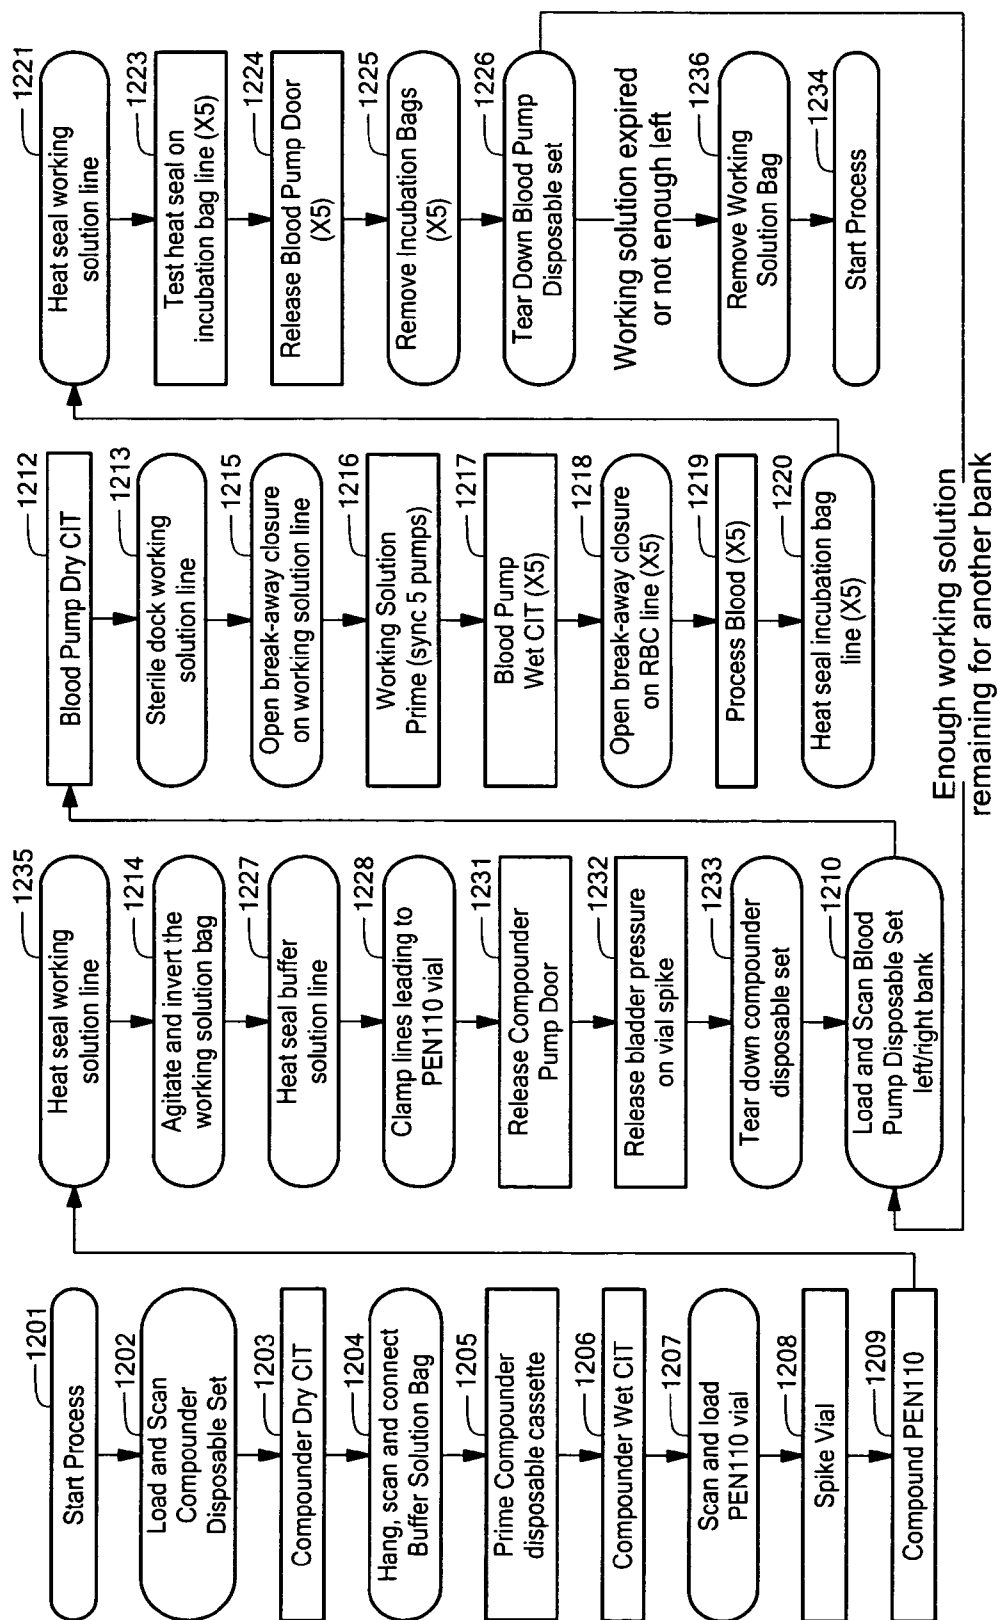 1201
Start Process
1202
Load and Scan
Compounder
Disposable Set
1203
Compounder Dry CIT
1204
Hang, scan and connect
Buffer Solution Bag
1205
Prime Compounder
disposable cassette
1206
Compounder Wet CIT
1207
Scan and load
PEN110 vial
1208
Spike Vial
1209
Compound PEN110
1235
Heat seal working
solution line
1214
Agitate and invert the
working solution bag
1227
Heat seal buffer
solution line
1228
Clamp lines leading to
PEN110 vial
1231
Release Compounder
Pump Door
1232
Release bladder pressure
on vial spike
1233
Tear down compounder
disposable set
1210
Load and Scan Blood
Pump Disposable Set
left/right bank
1212
Blood Pump Dry CIT
1213
Sterile dock working
solution line
1215
Open break-away closure
on working solution line
1216
Working Solution
Prime (sync 5 pumps)
1217
Blood Pump
Wet CIT (X5)
1218
Open break-away closure
on RBC line (X5)
1219
Process Blood (X5)
1220
Heat seal incubation bag
line (X5)
1221
Heat seal working
solution line
1223
Test heat seal on
incubation bag line (X5)
1224
Release Blood Pump Door
(X5)
1225
Remove Incubation Bags
(X5)
1226
Tear Down Blood Pump
Disposable set
Working solution expired
or not enough left
1236
Remove Working
Solution Bag
1234
Start Process
Enough working solution
remaining for another bank